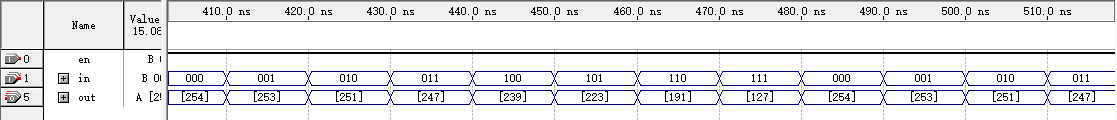 Name Value 15.08 410.0 ns 420.0 ns 430.0 ns 440.0 ns 450.0 ns 460.0 ns 470.0 ns 480.0 ns 490.0 ns 500.0 ns 510.0 ns
0 en B
1 in B 00 000 001 010 011 100 101 110 111 000 001 010 011
5 out A [25 [254] [253] [251] [247] [239] [223] [191] [127] [254] [253] [251] [247]